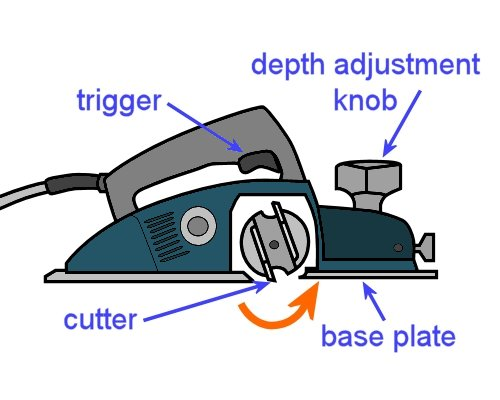 depth adjustment
knob
trigger
cutter
base plate